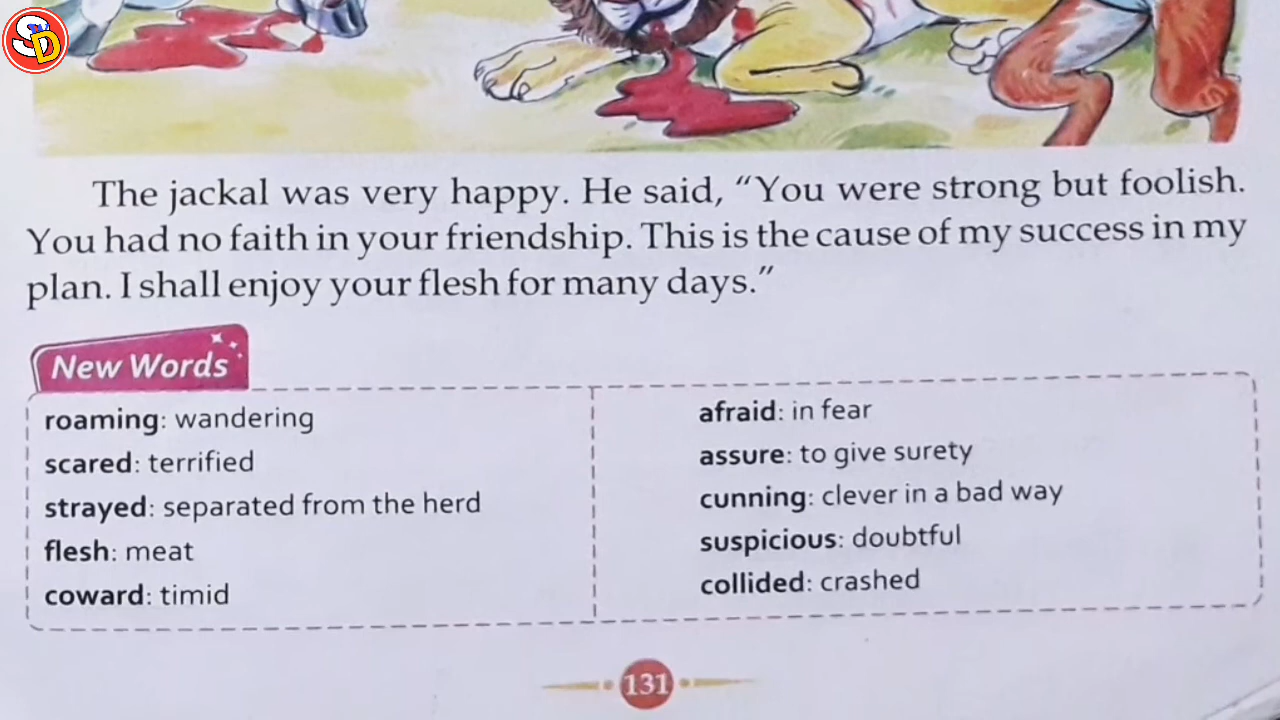 SD
The jackal was very happy. He said, “You were strong but foolish.
You had no faith in your friendship. This is the cause of my success in my
plan. I shall enjoy your flesh for many days.”
New Words
roaming: wandering
scared: terrified
strayed: separated from the herd
flesh: meat
coward: timid
afraid: in fear
assure: to give surety
cunning: clever in a bad way
suspicious: doubtful
collided: crashed
131